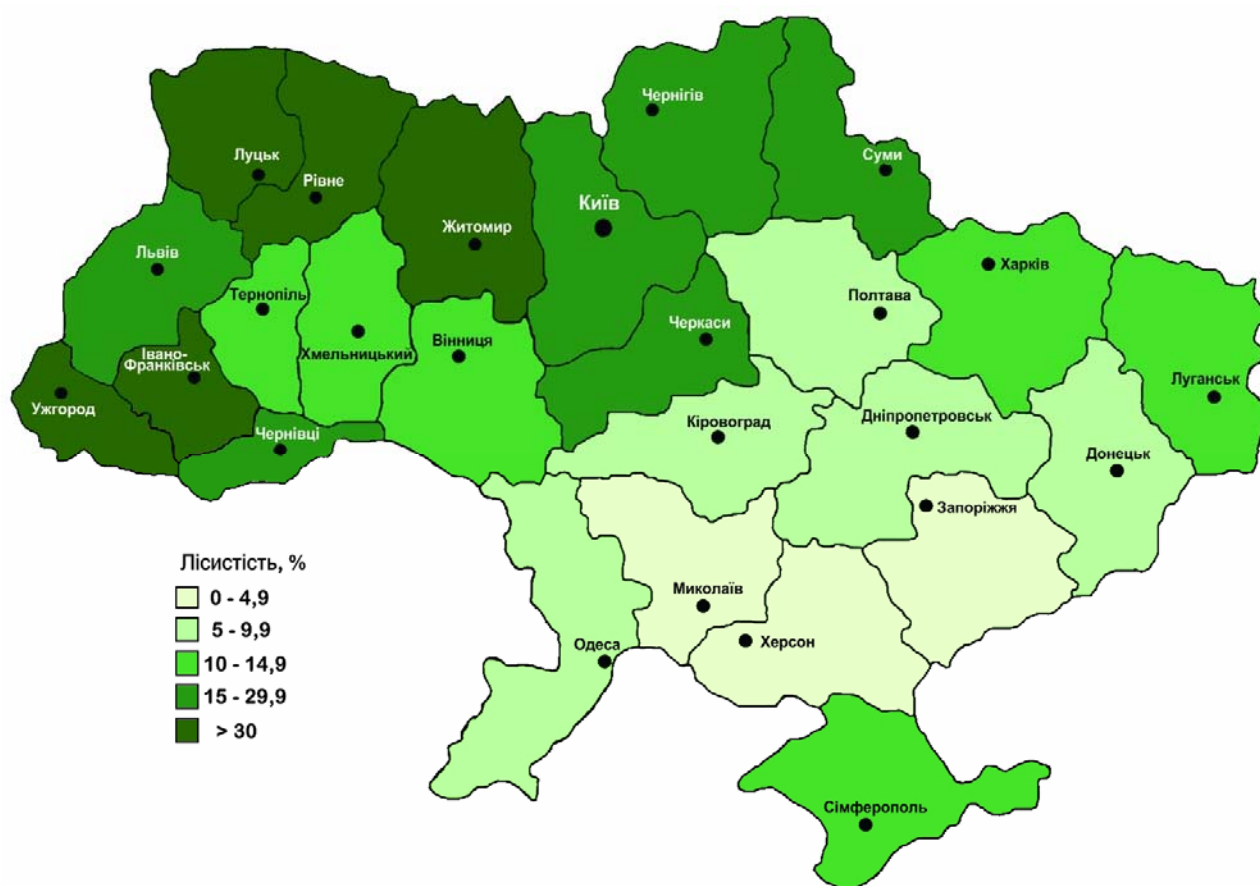 Чернігів
Луцьк
Рівне
Суми
Київ
Житомир
Львів
Харків
Тернопіль
Полтава
Хмельницький
Вінниця
Черкаси
Івано-
Франківськ
Ужгород
Луганськ
Чернівці
Кіровоград
Дніпропетровськ
Донецьк
Запоріжжя
Миколаїв
Одеса
Херсон
Сімферополь
Лісистість, %
0 - 4,9
5 - 9,9
10 - 14,9
15 - 29,9
> 30